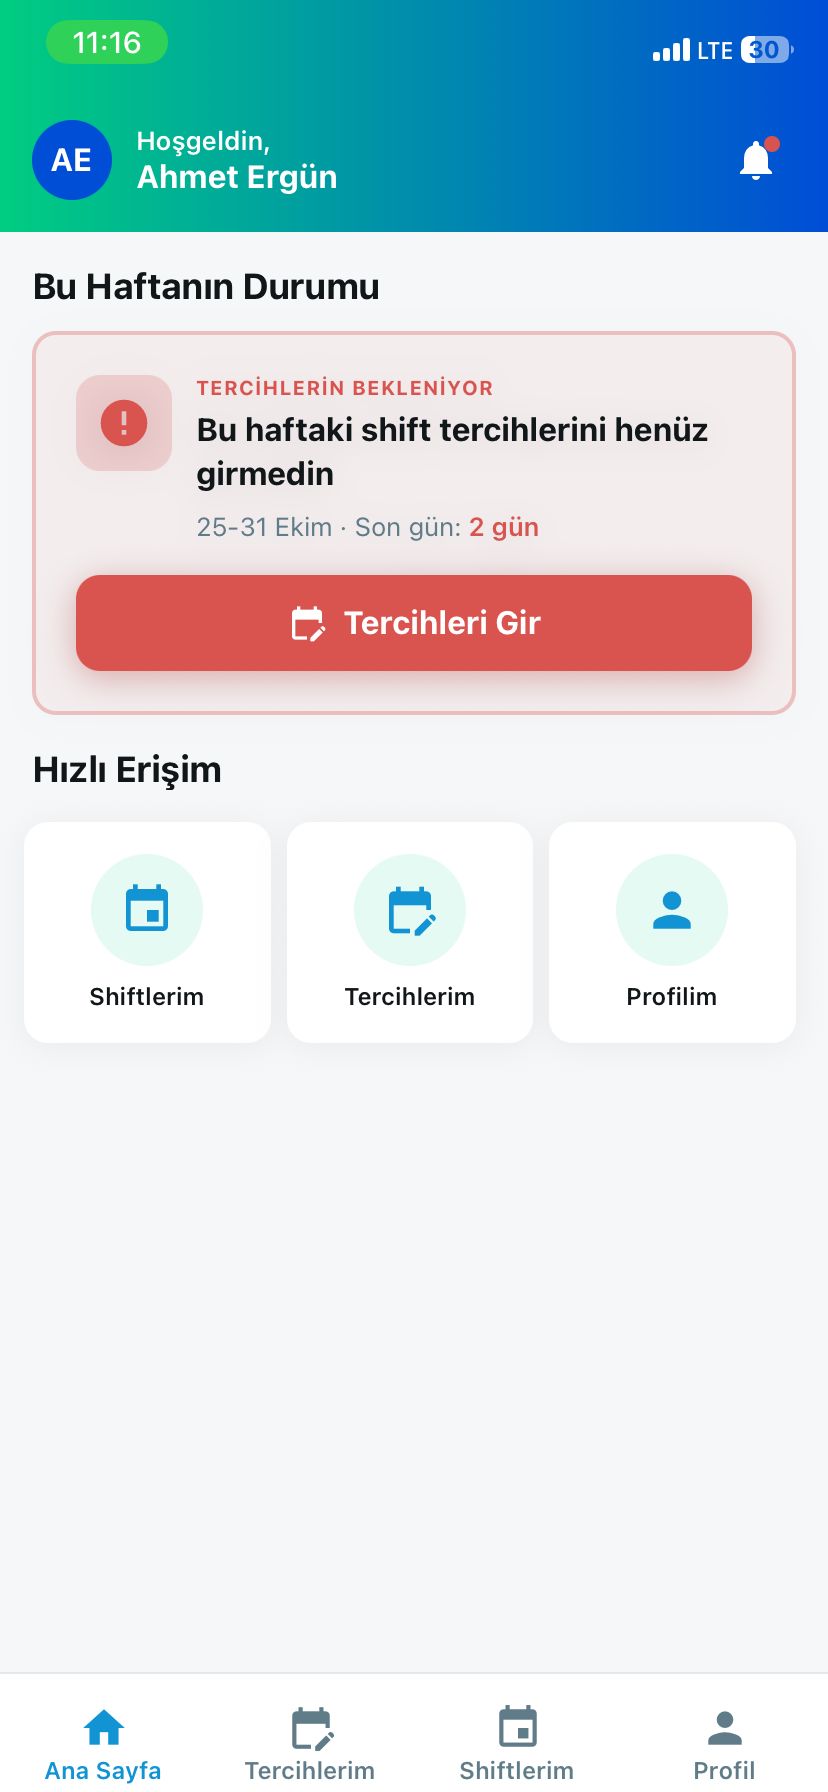 11:16
LTE 30
AE
Hoşgeldin,
Ahmet Ergün
Bu Haftanın Durumu
TERCİHLERİN BEKLENİYOR
Bu haftaki shift tercihlerini henüz
girmedin
25-31 Ekim · Son gün: 2 gün
Tercihleri Gir
Hızlı Erişim
Shiftlerim
Tercihlerim
Profilim
Ana Sayfa
Tercihlerim
Shiftlerim
Profil